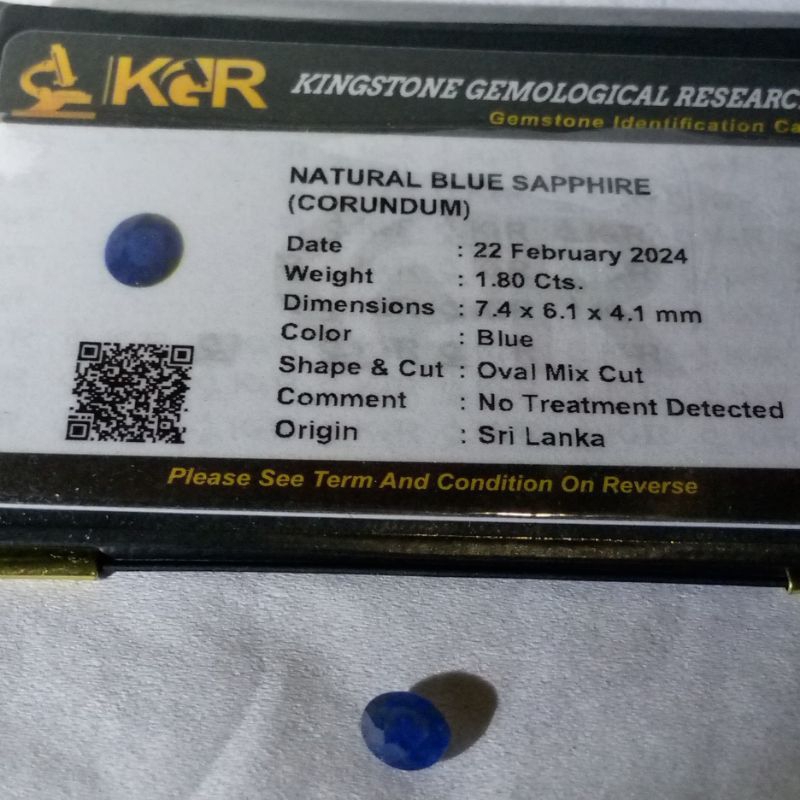 KGR KINGSTONE GEMOLOGICAL RESEARC
Gemstone Identification Ca
NATURAL BLUE SAPPHIRE
(CORUNDUM)
Date : 22 February 2024
Weight : 1.80 Cts.
Dimensions : 7.4 x 6.1 x 4.1 mm
Color : Blue
Shape & Cut : Oval Mix Cut
Comment : No Treatment Detected
Origin : Sri Lanka
Please See Term And Condition On Reverse